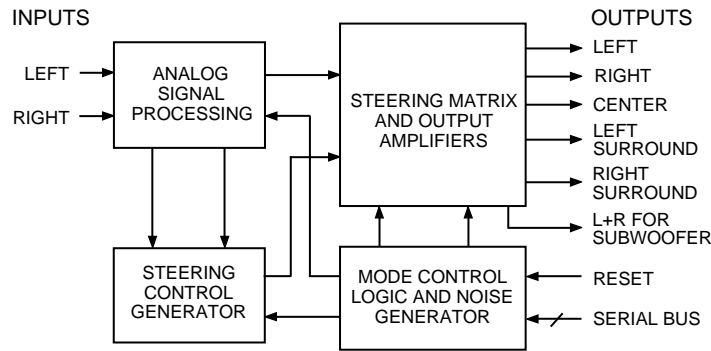 INPUTS
OUTPUTS
LEFT
RIGHT
ANALOG
SIGNAL
PROCESSING
STEERING MATRIX
AND OUTPUT
AMPLIFIERS
LEFT
RIGHT
CENTER
LEFT
SURROUND
RIGHT
SURROUND
L+R FOR
SUBWOOFER
STEERING
CONTROL
GENERATOR
MODE CONTROL
LOGIC AND NOISE
GENERATOR
RESET
SERIAL BUS